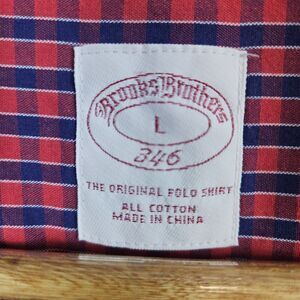 Brooks Brothers
L
346
THE ORIGINAL POLO SHIRT
ALL COTTON
MADE IN CHINA